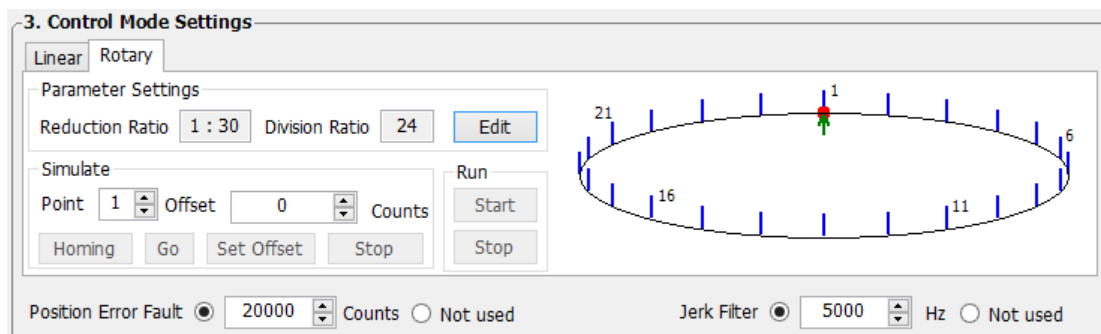 3. Control Mode Settings
Linear Rotary
Parameter Settings
Reduction Ratio 1 : 30 Division Ratio 24 Edit
Simulate
Point 1 Offset 0 Counts
Homing Go Set Offset Stop
Run
Start
Stop
1
21
6
16
11
Position Error Fault 20000 Counts Not used
Jerk Filter 5000 Hz Not used